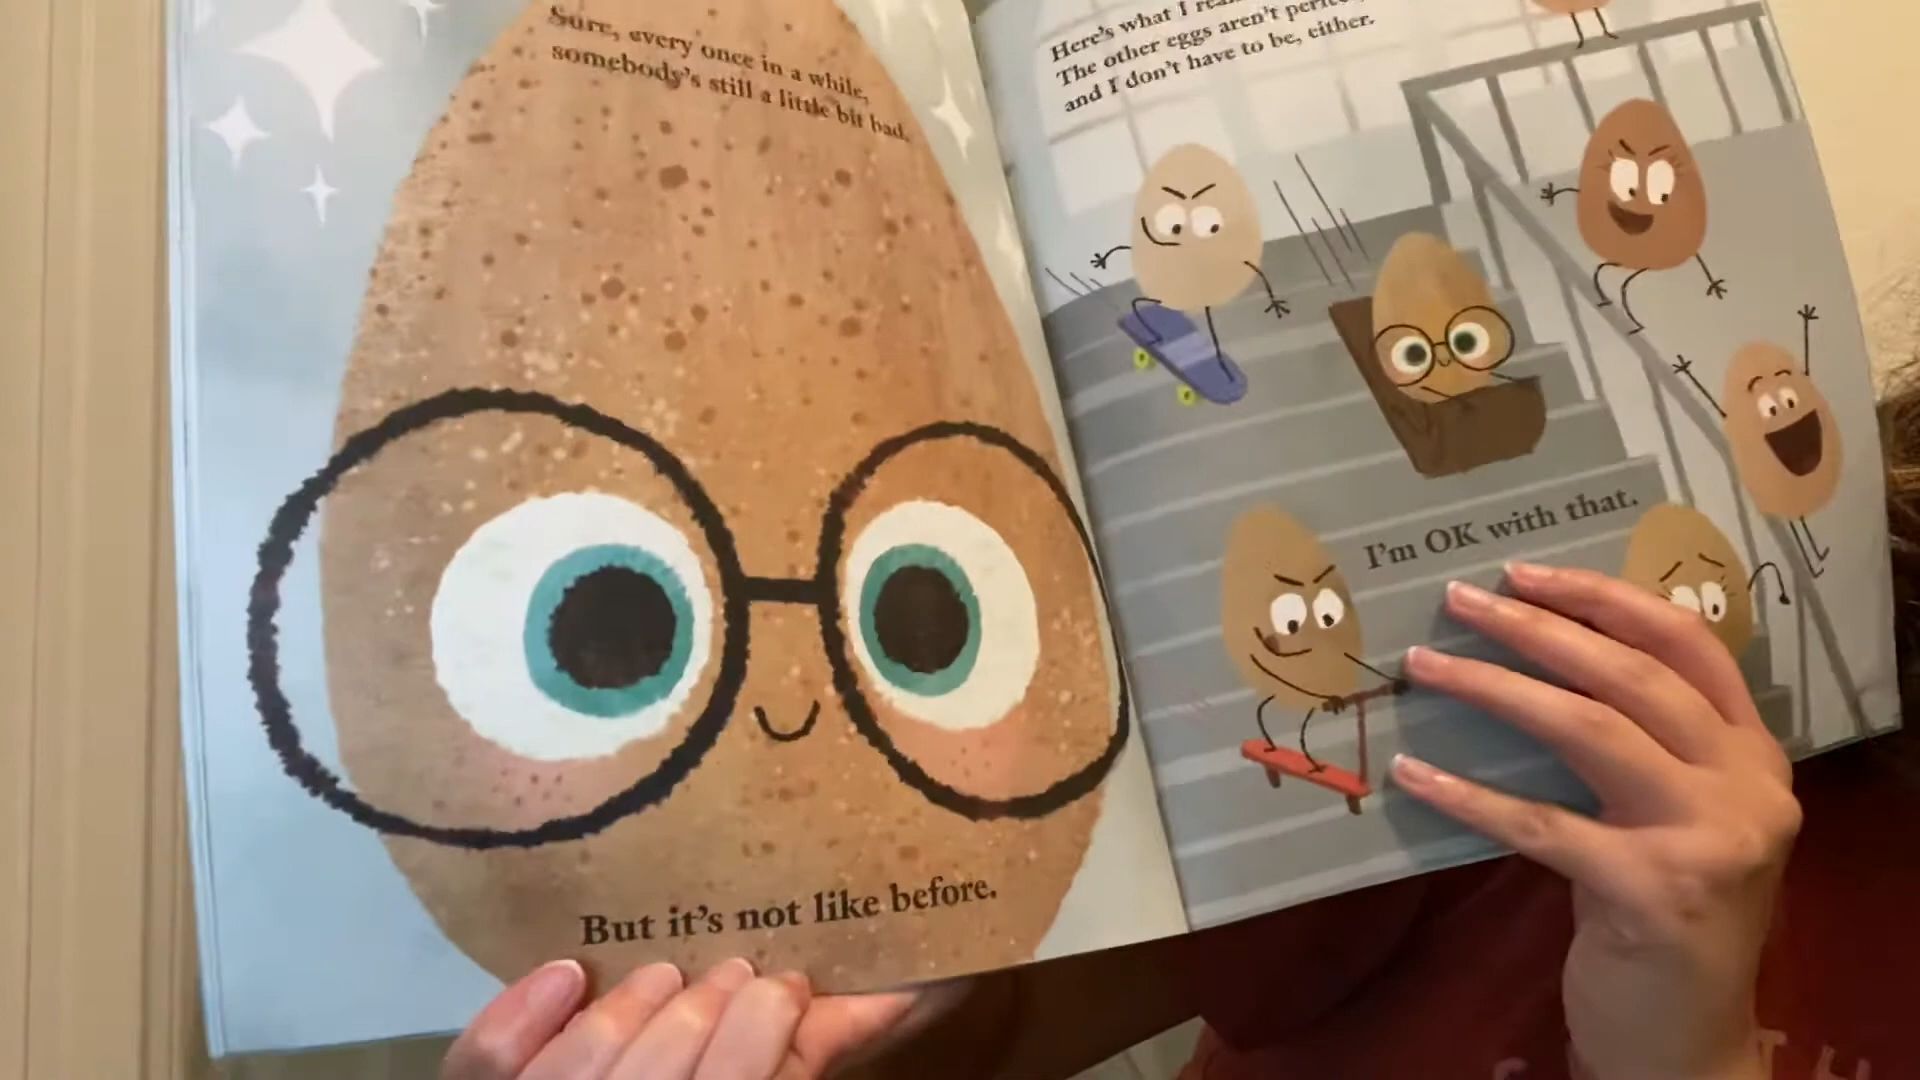 Sure, every once in a while,
somebody's still a little bit bad.
But it's not like before.
Here's what I
The other eggs aren't
and I don't have to be, either.
I'm OK with that.